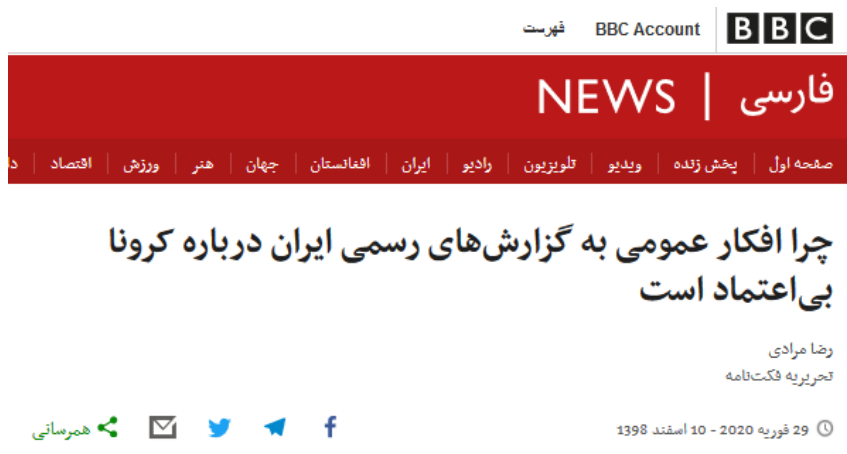 BBC
BBC Account
فهرست
فارسی | NEWS
صفحه اول | پخش زنده | ویدیو | تلویزیون | رادیو | ایران | افغانستان | جهان | هنر | ورزش | اقتصاد | دا
چرا افکار عمومی به گزارش‌های رسمی ایران درباره کرونا
بی‌اعتماد است
رضا مرادی
تحریریه فکت‌نامه
29 فوریه 2020 - 10 اسفند 1398
همرسانی